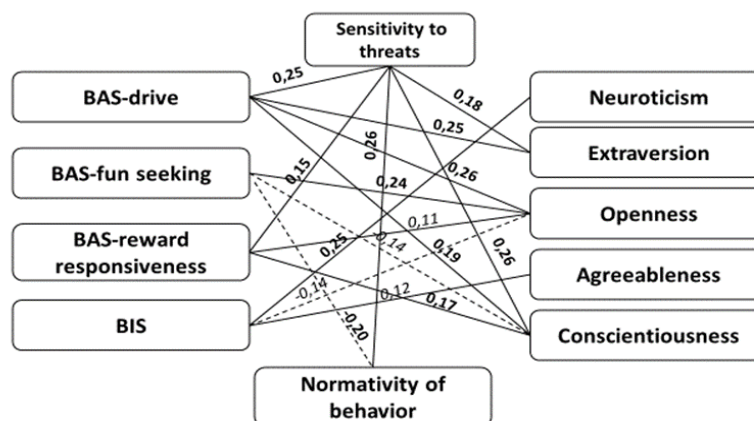 Sensitivity to
threats
BAS-drive
0,25
0,18
Neuroticism
0,25
Extraversion
0,26
BAS-fun seeking
0,15
0,26
0,24
Openness
0,11
BAS-reward
responsiveness
0,25
-0,14
0,19
0,26
Agreeableness
-0,14
0,12
0,17
BIS
-0,20
Conscientiousness
Normativity of
behavior